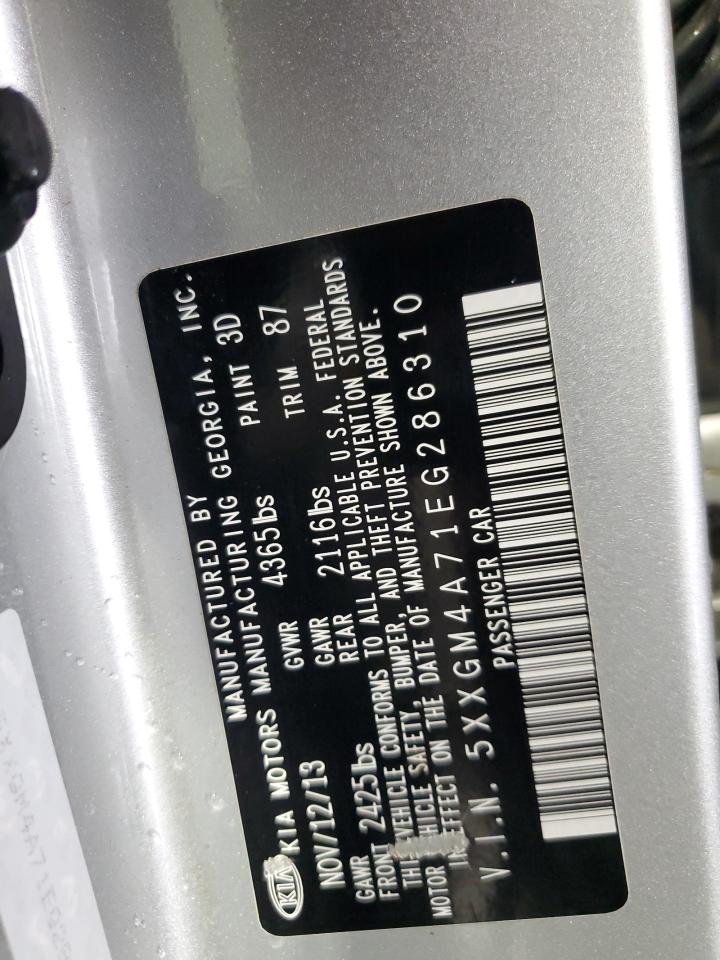 MANUFACTURED BY
KIA KIA MOTORS MANUFACTURING GEORGIA, INC.
NOV/12/13 GVWR 4365lbs PAINT 3D
GAWR FRONT 2425lbs GAWR REAR 2116lbs TRIM 87
THIS VEHICLE CONFORMS TO ALL APPLICABLE U.S.A. FEDERAL
MOTOR VEHICLE SAFETY, BUMPER, AND THEFT PREVENTION STANDARDS
IN EFFECT ON THE DATE OF MANUFACTURE SHOWN ABOVE.
V.I.N. 5XXGM4A71EG286310
PASSENGER CAR